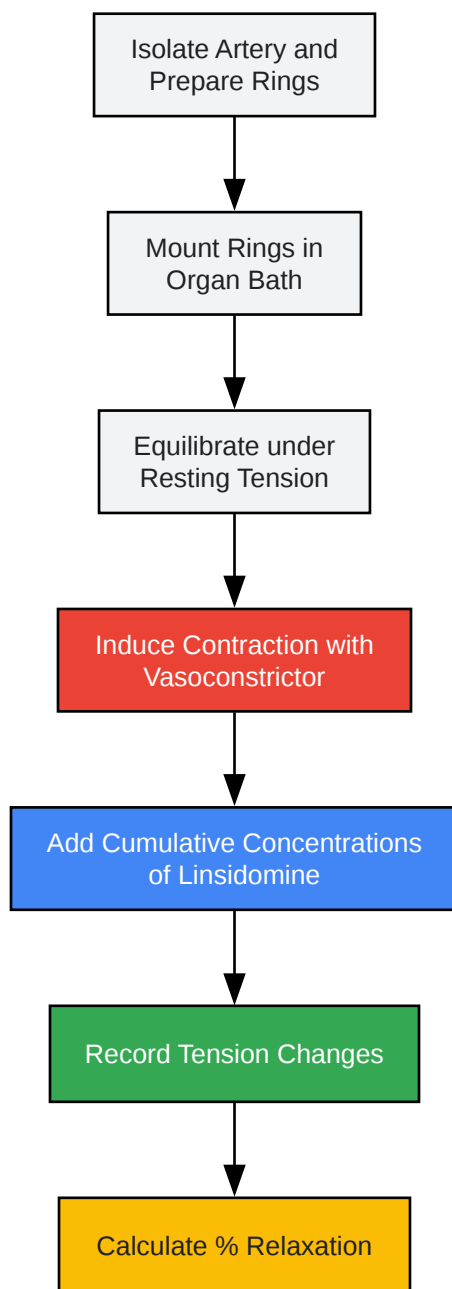 Isolate Artery and
Prepare Rings
Mount Rings in
Organ Bath
Equilibrate under
Resting Tension
Induce Contraction with
Vasoconstrictor
Add Cumulative Concentrations
of Linsidomine
Record Tension Changes
Calculate % Relaxation